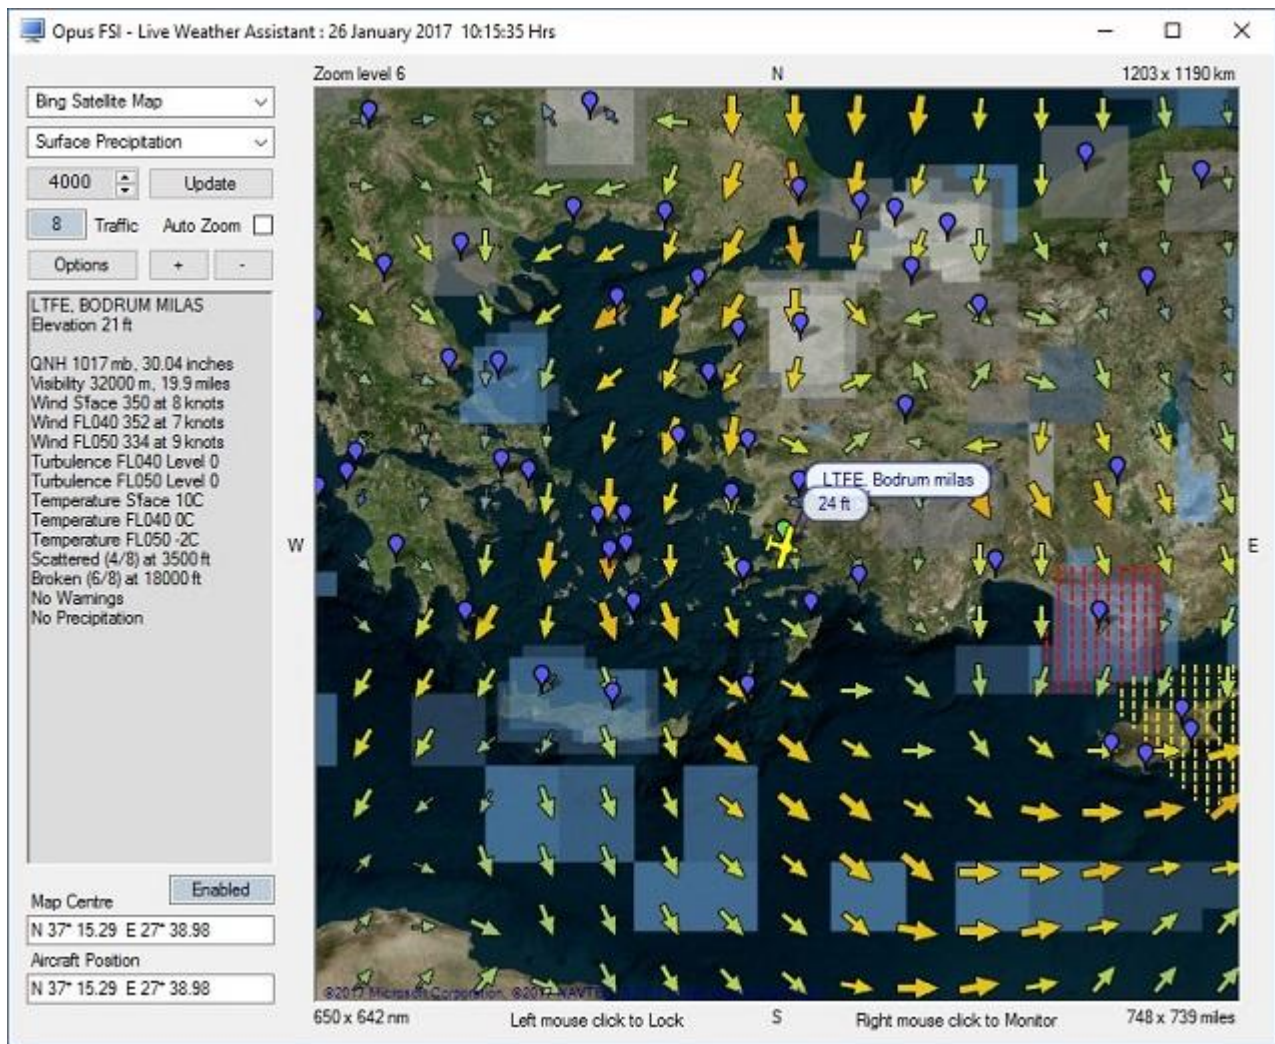 Opus FSI - Live Weather Assistant : 26 January 2017 10:15:35 Hrs
Zoom level 6
N
1203 x 1190 km
Bing Satellite Map
Surface Precipitation
4000
Update
8
Traffic
Auto Zoom
Options
+
-
LTFE, BODRUM MILAS
Elevation 21 ft
QNH 1017 mb, 30.04 inches
Visibility 32000 m, 19.9 miles
Wind Sface 350 at 8 knots
Wind FL040 352 at 7 knots
Wind FL050 334 at 9 knots
Turbulence FL040 Level 0
Turbulence FL050 Level 0
Temperature Sface 10C
Temperature FL040 0C
Temperature FL050 -2C
Scattered (4/8) at 3500 ft
Broken (6/8) at 18000 ft
No Warnings
No Precipitation
LTFE, Bodrum milas
24 ft
W
E
Enabled
Map Centre
N 37° 15.29 E 27° 38.98
Aircraft Position
N 37° 15.29 E 27° 38.98
©2017 Microsoft Corporation, ©2017
650 x 642 nm
Left mouse click to Lock
S
Right mouse click to Monitor
748 x 739 miles